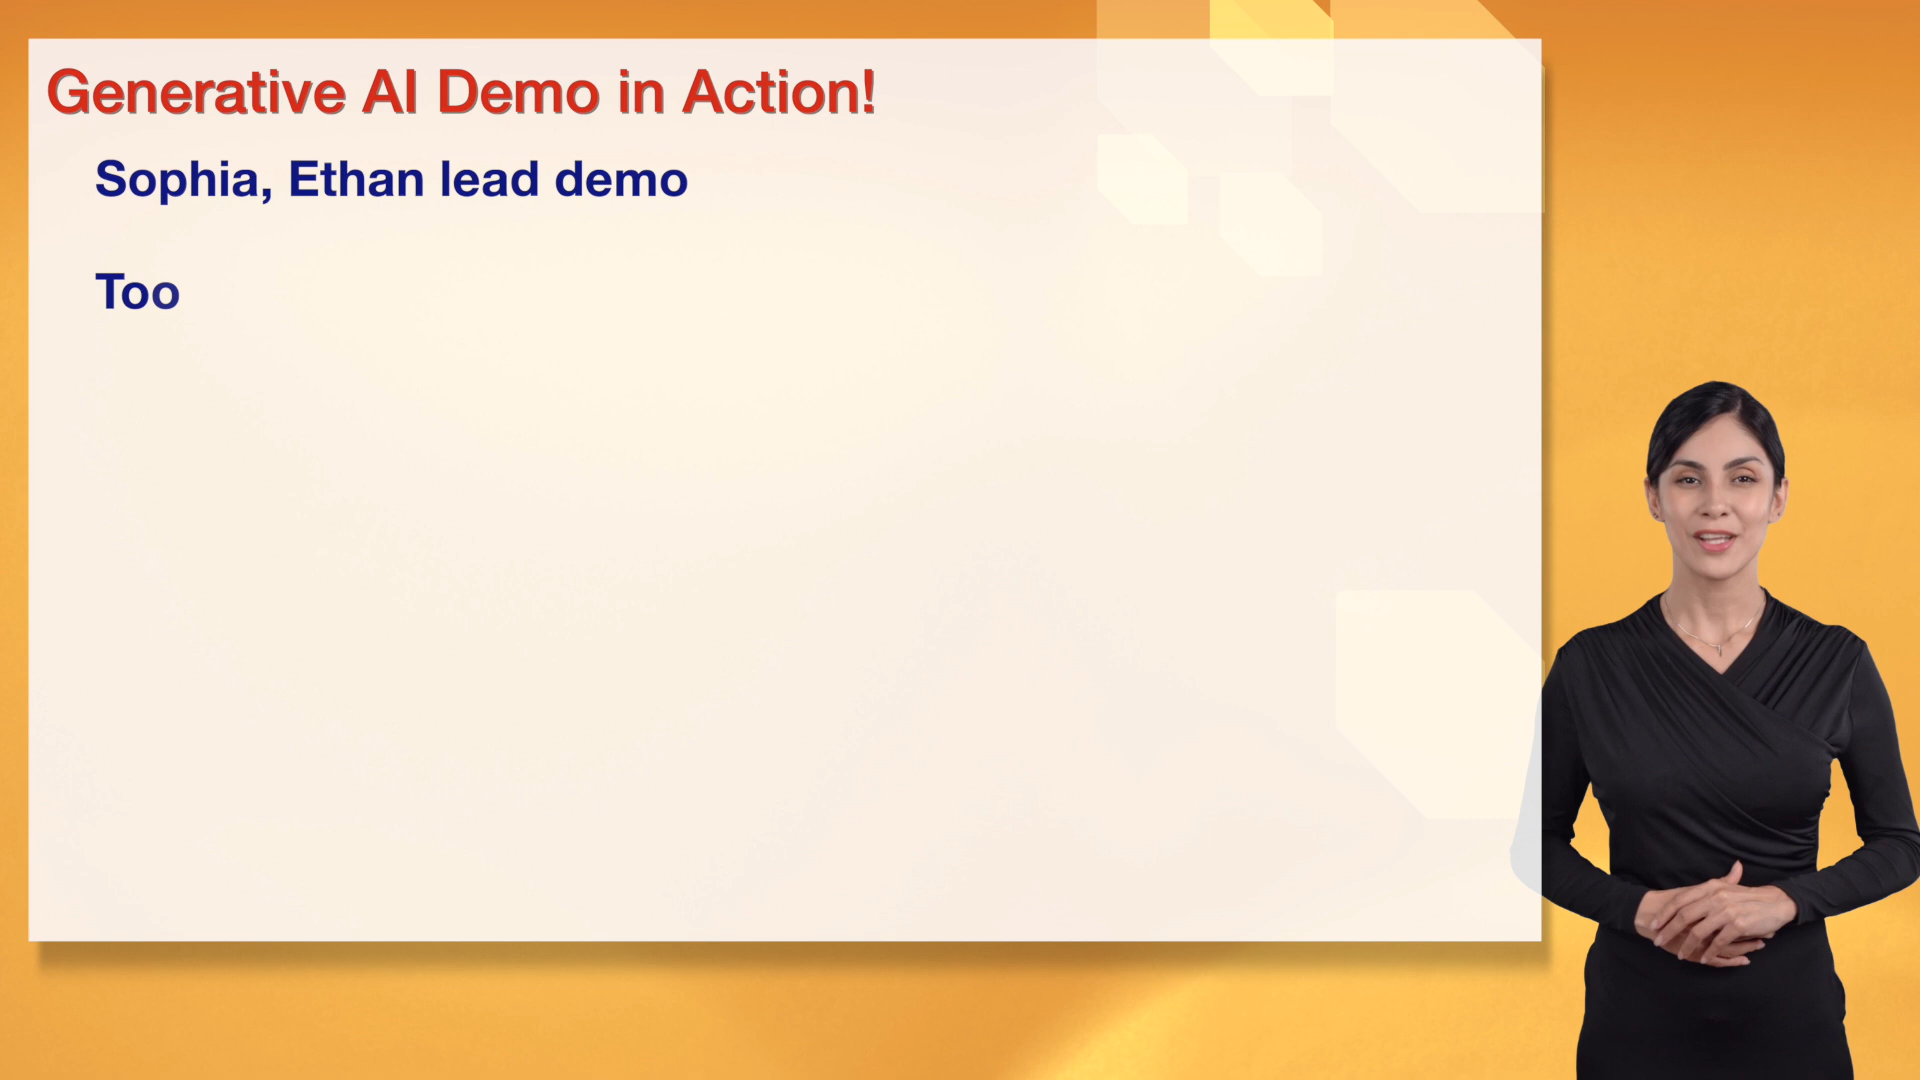 Generative AI Demo in Action!
Sophia, Ethan lead demo
Too